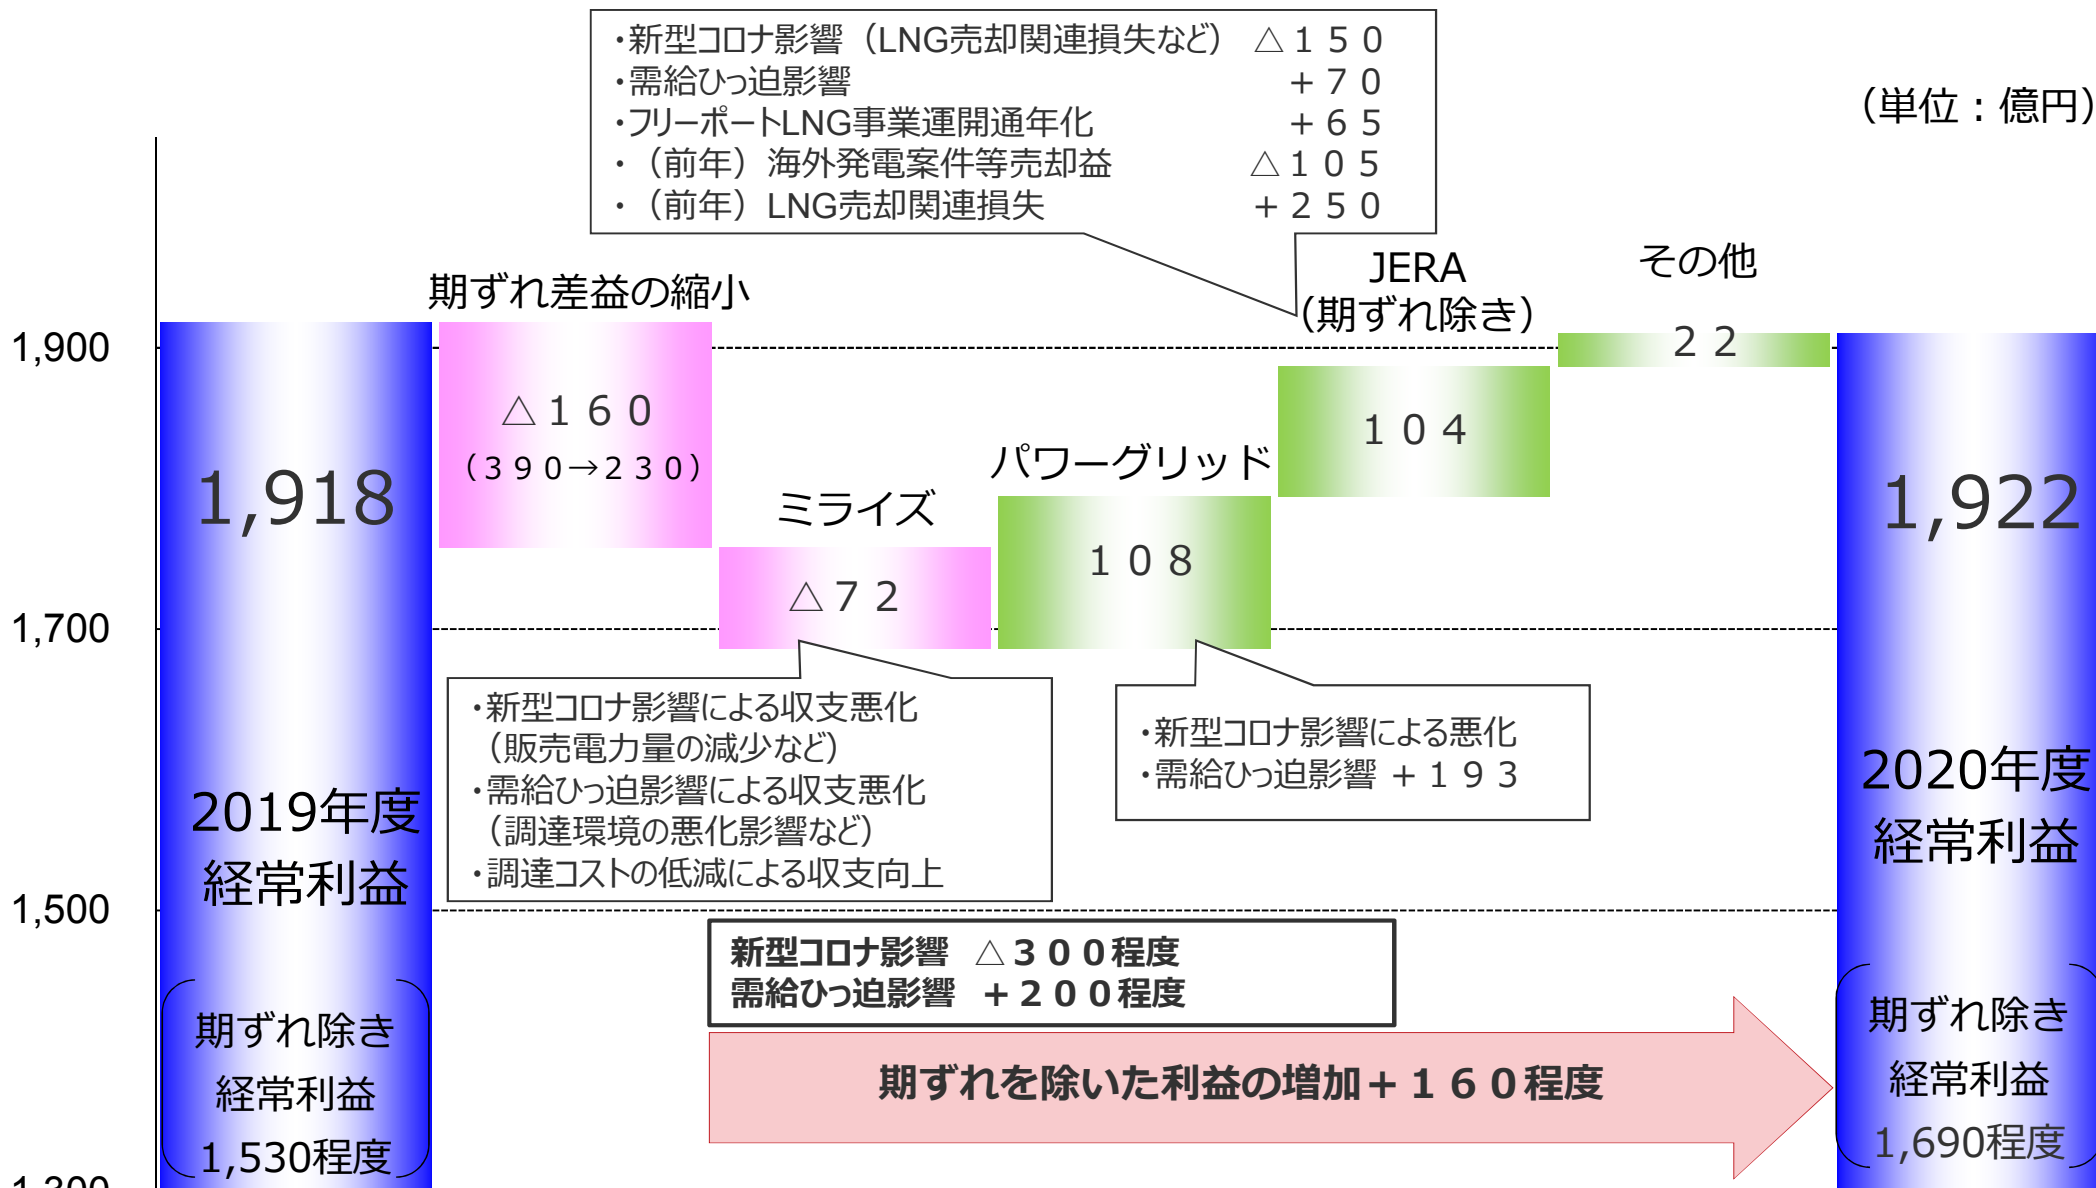 ・新型コロナ影響（LNG売却関連損失など） △１５０
・需給ひっ迫影響 +７０
・フリーポートLNG事業運開通年化 +６５
・（前年）海外発電案件等売却益 △１０５
・（前年）LNG売却関連損失 +２５０
（単位：億円）
期ずれ差益の縮小
JERA
（期ずれ除き）
その他
1,900
２２
△１６０
（３９０→２３０）
１０４
パワーグリッド
1,918
ミライズ
1,922
１０８
△７２
1,700
・新型コロナ影響による収支悪化
（販売電力量の減少など）
・需給ひっ迫影響による収支悪化
（調達環境の悪化影響など）
・調達コストの低減による収支向上
・新型コロナ影響による悪化
・需給ひっ迫影響 +１９３
2019年度
経常利益
2020年度
経常利益
1,500
新型コロナ影響 △３００程度
需給ひっ迫影響 +２００程度
期ずれを除いた利益の増加+１６０程度
期ずれ除き
経常利益
1,530程度
期ずれ除き
経常利益
1,690程度
1,300